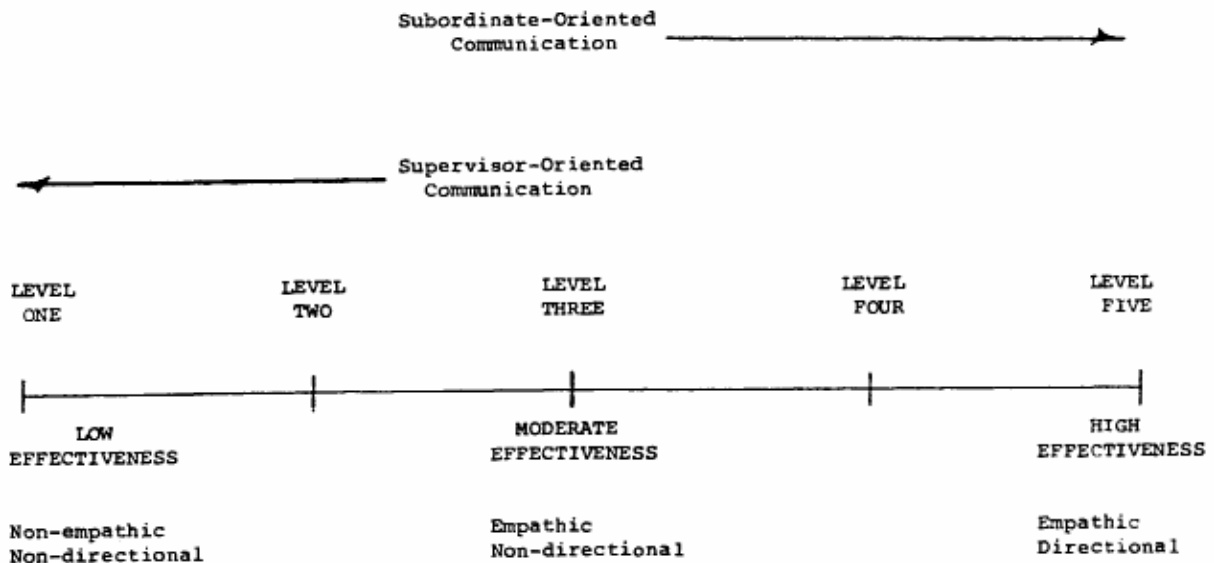 Subordinate-Oriented
Communication
Supervisor-Oriented
Communication
LEVEL
ONE
LEVEL
TWO
LEVEL
THREE
LEVEL
FOUR
LEVEL
FIVE
LOW
EFFECTIVENESS
MODERATE
EFFECTIVENESS
HIGH
EFFECTIVENESS
Non-empathic
Non-directional
Empathic
Non-directional
Empathic
Directional